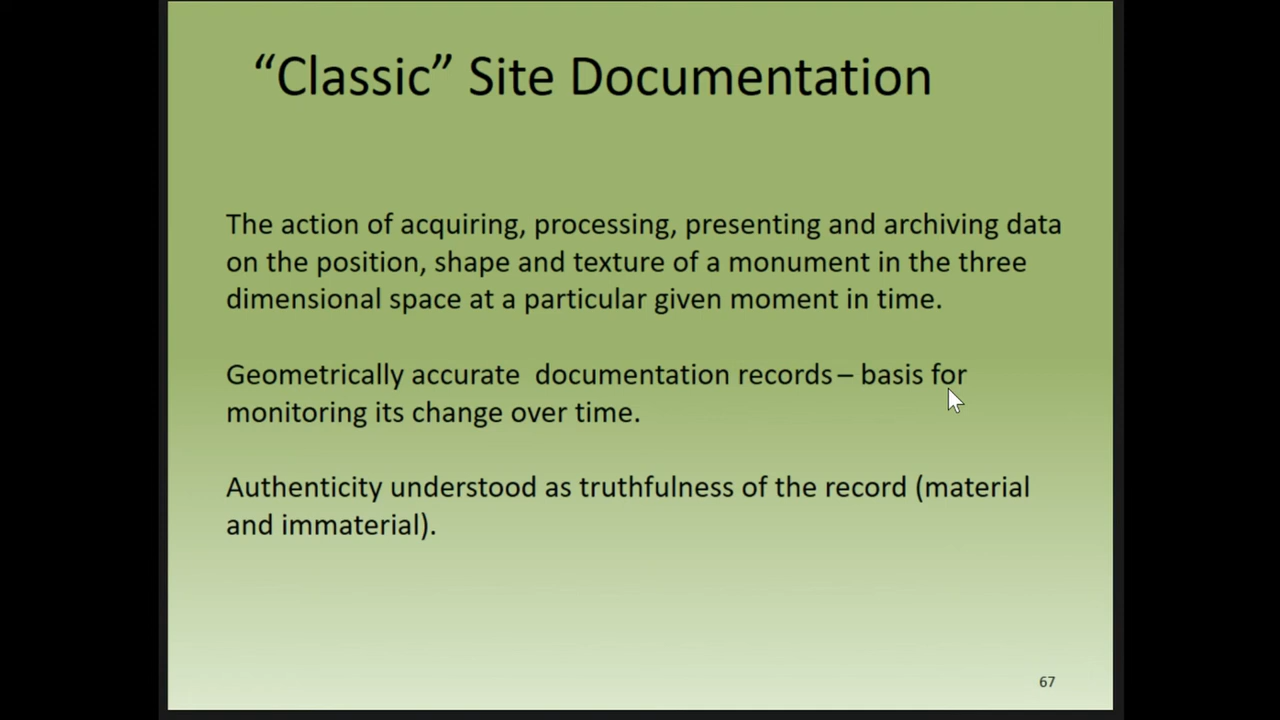 “Classic” Site Documentation
The action of acquiring, processing, presenting and archiving data
on the position, shape and texture of a monument in the three
dimensional space at a particular given moment in time.
Geometrically accurate  documentation records – basis for
monitoring its change over time.
Authenticity understood as truthfulness of the record (material
and immaterial).
67